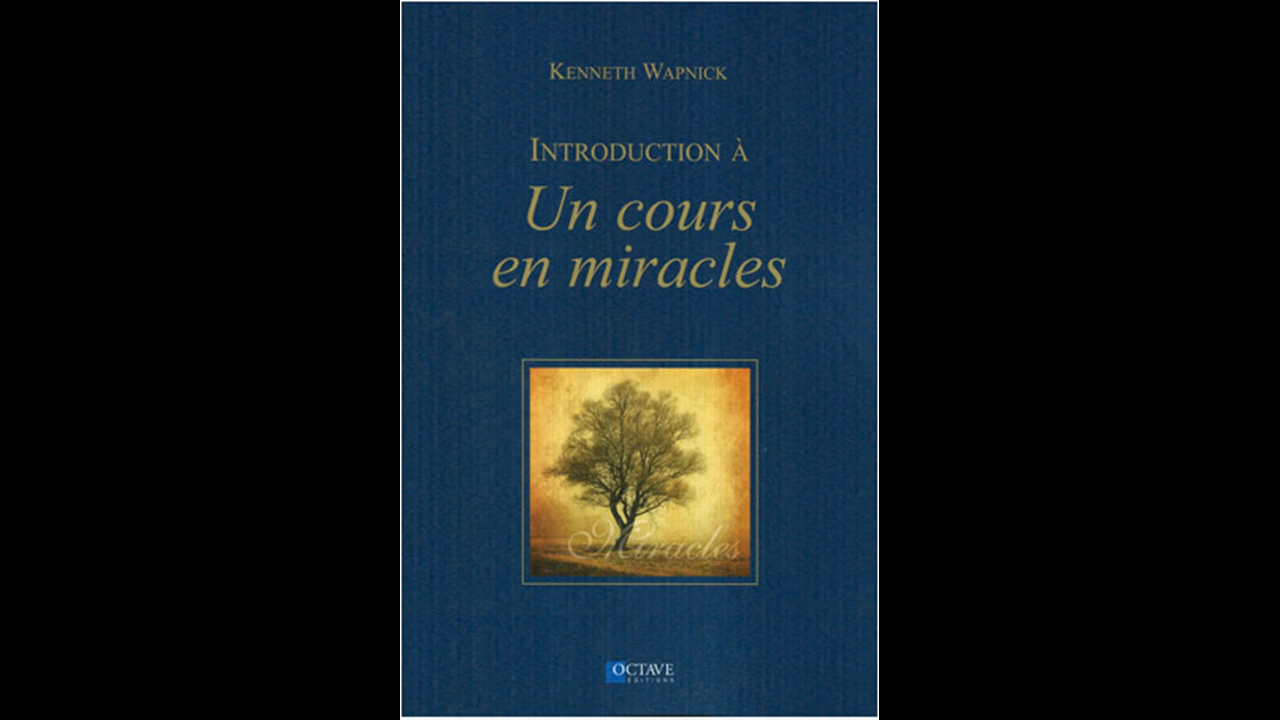 KENNETH WAPNICK
INTRODUCTION À
Un cours
en miracles
Miracles
OCTAVE
ÉDITIONS